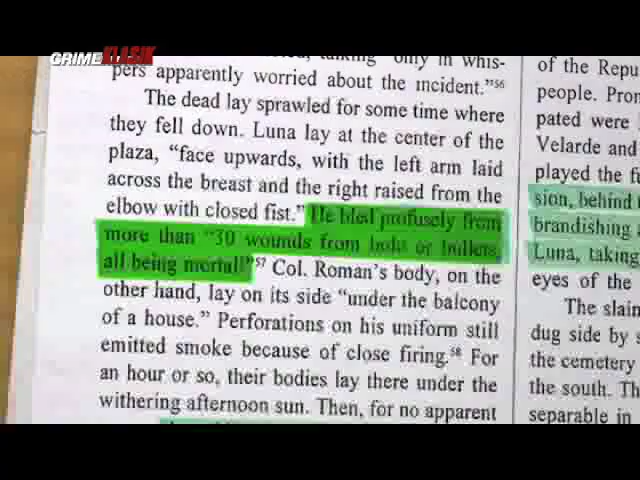 CRIMEKLASIK
talking only in whis-
pers apparently worried about the incident."56
The dead lay sprawled for some time where
they fell down. Luna lay at the center of the
plaza, "face upwards, with the left arm laid
across the breast and the right raised from the
elbow with closed fist." He bled profusely from
more than "30 wounds from bolo or bullets,
all being mortal!"57 Col. Roman's body, on the
other hand, lay on its side "under the balcony
of a house." Perforations on his uniform still
emitted smoke because of close firing.58 For
an hour or so, their bodies lay there under the
withering afternoon sun. Then, for no apparent
of the Repu
people. Pron
pated were
Velarde and
played the fu
sion, behind t
brandishing a
Luna, taking
eyes of the
The slain
dug side by s
the cemetery
the south. T
separable in